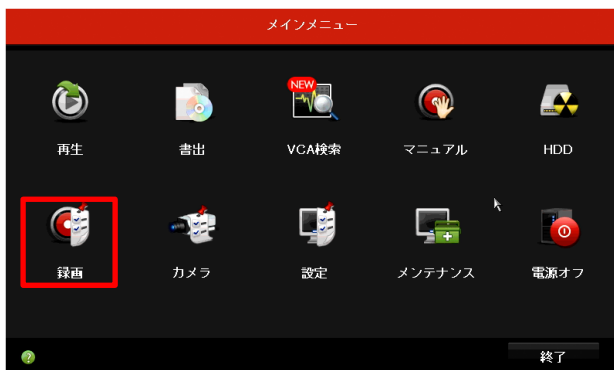 メインメニュー
NEW
再生 書出 VCA検索 マニュアル HDD
録画 カメラ 設定 メンテナンス 電源オフ
?
終了